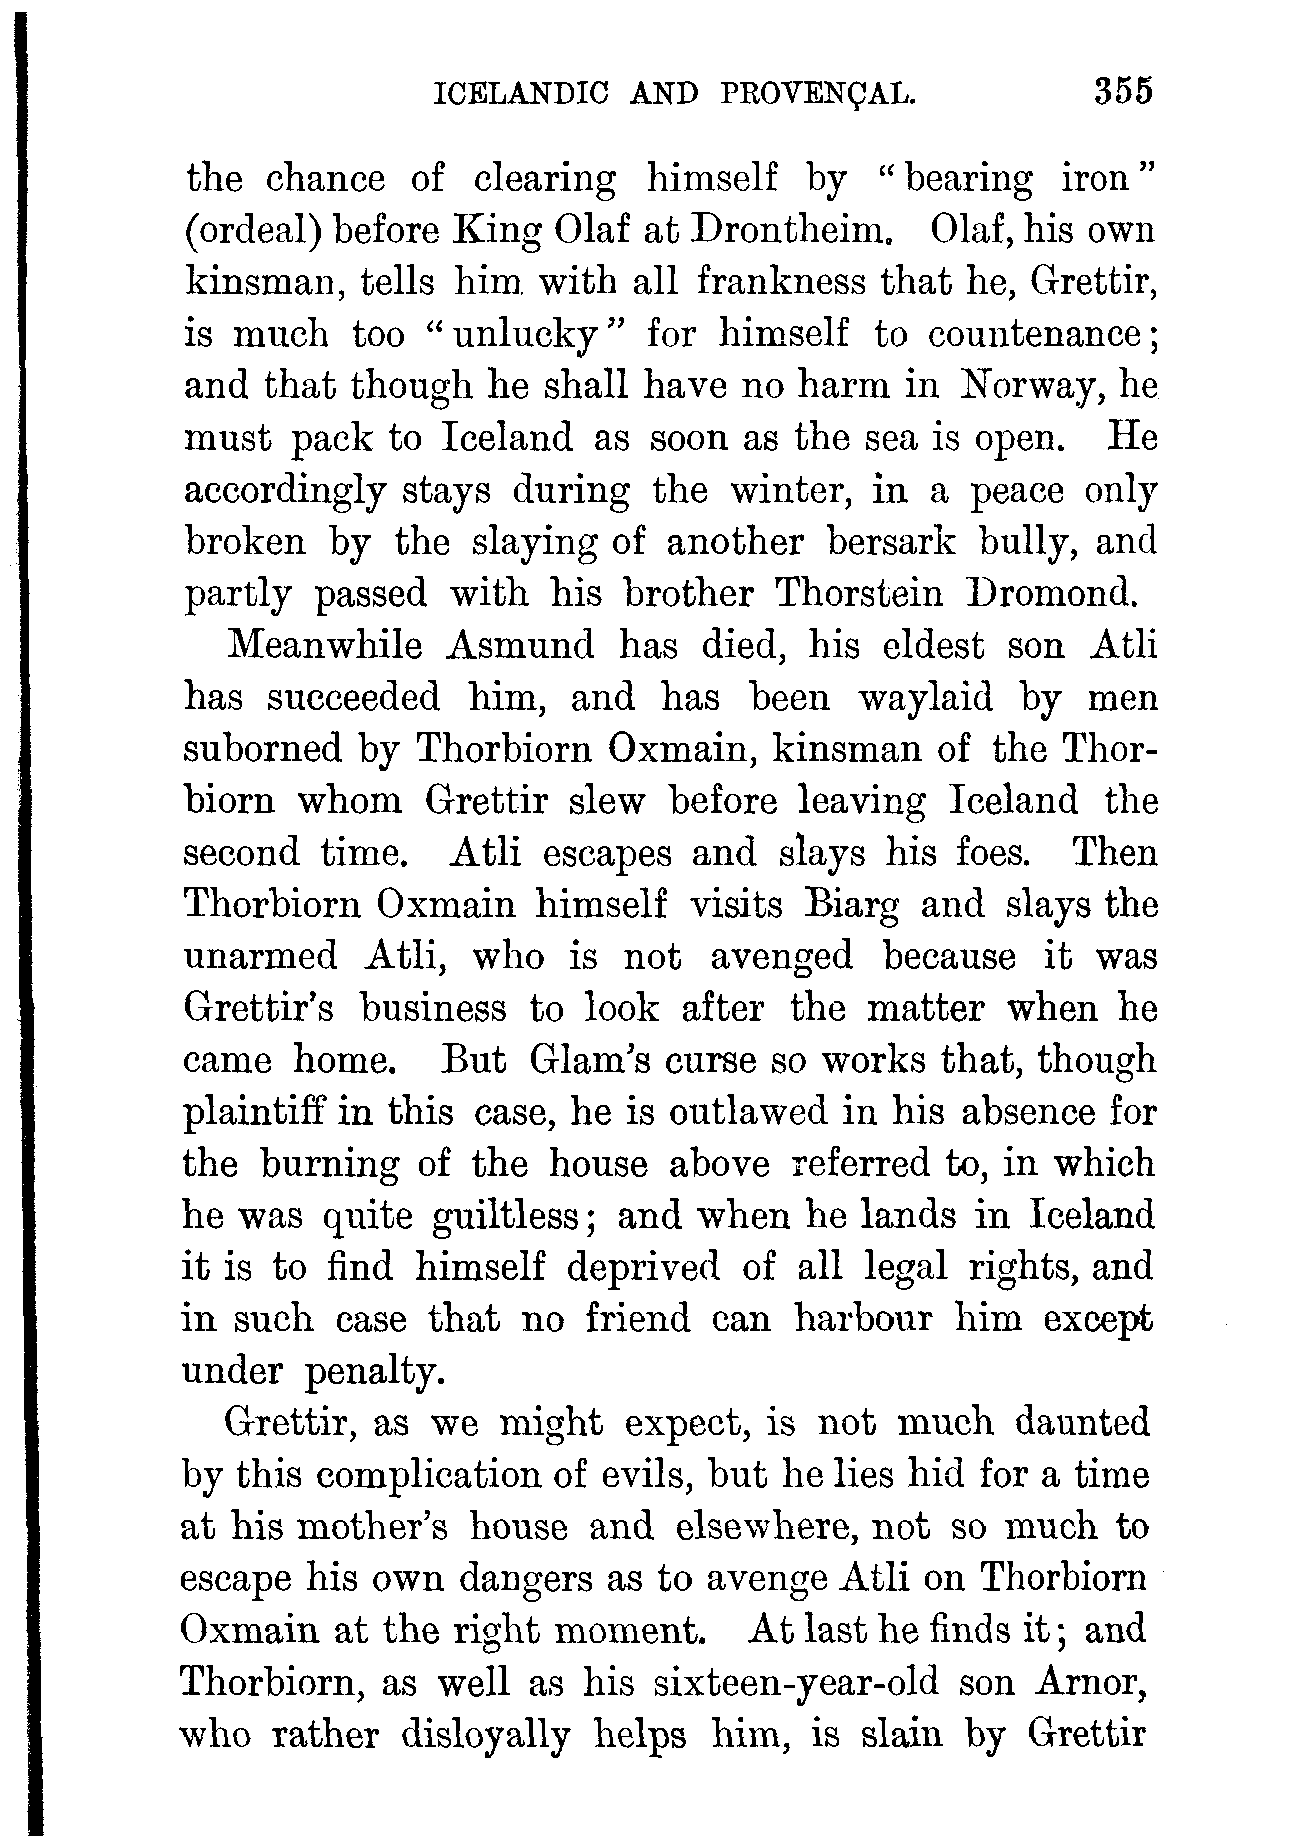 ICELANDIC AND PROVENÇAL. 355
the chance of clearing himself by “bearing iron”
(ordeal) before King Olaf at Drontheim. Olaf, his own
kinsman, tells him with all frankness that he, Grettir,
is much too “unlucky” for himself to countenance;
and that though he shall have no harm in Norway, he
must pack to Iceland as soon as the sea is open. He
accordingly stays during the winter, in a peace only
broken by the slaying of another bersark bully, and
partly passed with his brother Thorstein Dromond.
Meanwhile Asmund has died, his eldest son Atli
has succeeded him, and has been waylaid by men
suborned by Thorbiorn Oxmain, kinsman of the Thor-
biorn whom Grettir slew before leaving Iceland the
second time. Atli escapes and slays his foes. Then
Thorbiorn Oxmain himself visits Biarg and slays the
unarmed Atli, who is not avenged because it was
Grettir's business to look after the matter when he
came home. But Glam's curse so works that, though
plaintiff in this case, he is outlawed in his absence for
the burning of the house above referred to, in which
he was quite guiltless; and when he lands in Iceland
it is to find himself deprived of all legal rights, and
in such case that no friend can harbour him except
under penalty.
Grettir, as we might expect, is not much daunted
by this complication of evils, but he lies hid for a time
at his mother's house and elsewhere, not so much to
escape his own dangers as to avenge Atli on Thorbiorn
Oxmain at the right moment. At last he finds it; and
Thorbiorn, as well as his sixteen-year-old son Arnor,
who rather disloyally helps him, is slain by Grettir